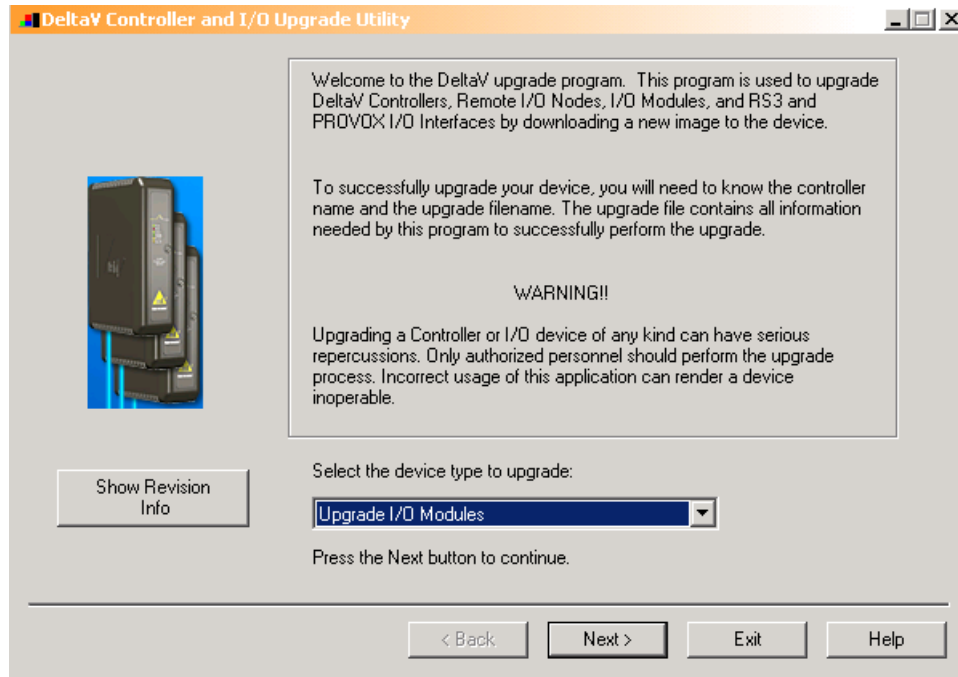 DeltaV Controller and I/O Upgrade Utility
Welcome to the DeltaV upgrade program. This program is used to upgrade
DeltaV Controllers, Remote I/O Nodes, I/O Modules, and RS3 and
PROVOX I/O Interfaces by downloading a new image to the device.
To successfully upgrade your device, you will need to know the controller
name and the upgrade filename. The upgrade file contains all information
needed by this program to successfully perform the upgrade.
WARNING!!
Upgrading a Controller or I/O device of any kind can have serious
repercussions. Only authorized personnel should perform the upgrade
process. Incorrect usage of this application can render a device
inoperable.
Show Revision
Info
Select the device type to upgrade:
Upgrade I/O Modules
Press the Next button to continue.
< Back
Next >
Exit
Help